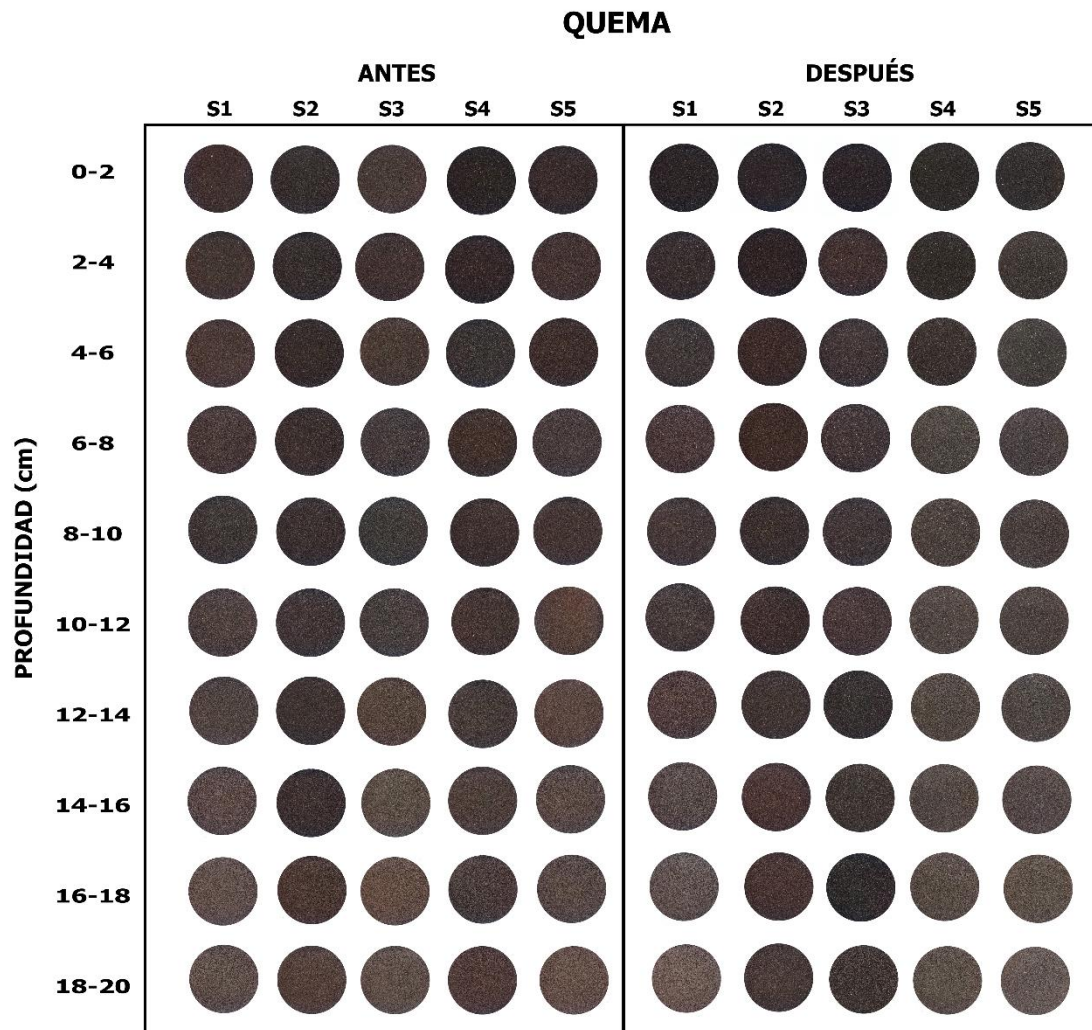 QUEMA
ANTES DESPUÉS
S1 S2 S3 S4 S5 S1 S2 S3 S4 S5
PROFUNDIDAD (cm)
0-2
2-4
4-6
6-8
8-10
10-12
12-14
14-16
16-18
18-20